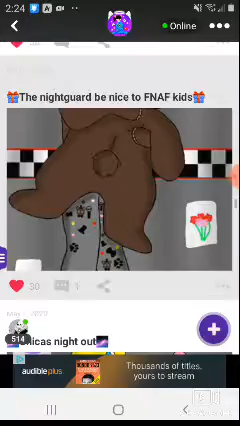 2:24
Online
30
🎁The nightguard be nice to FNAF kids🎁
30
1
514
icas night out🌌
audible plus
Thousands of titles,
yours to stream